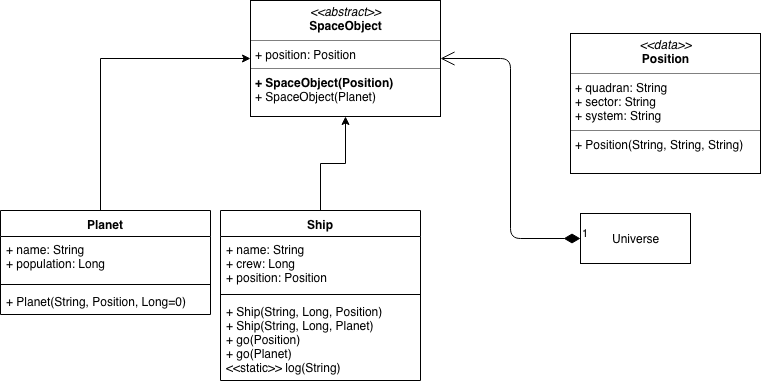 <<abstract>>
SpaceObject
+ position: Position
+ SpaceObject(Position)
+ SpaceObject(Planet)
<<data>>
Position
+ quadran: String
+ sector: String
+ system: String
+ Position(String, String, String)
Planet
+ name: String
+ population: Long
+ Planet(String, Position, Long=0)
Ship
+ name: String
+ crew: Long
+ position: Position
+ Ship(String, Long, Position)
+ Ship(String, Long, Planet)
+ go(Position)
+ go(Planet)
<<static>> log(String)
1
Universe